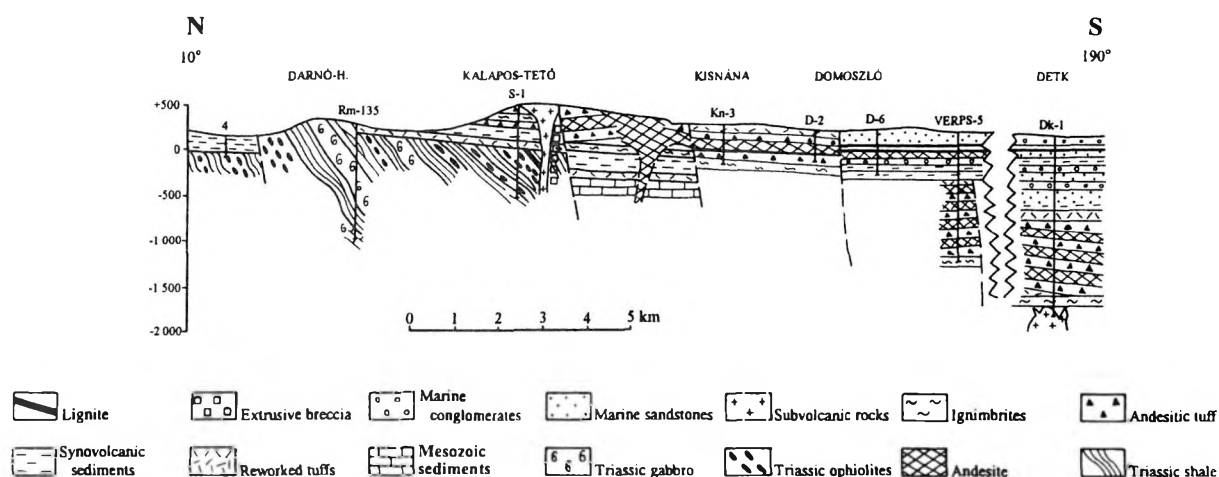 N
S
10°
190°
DARNÓ-H.
KALAPOS-TETŐ
KISNÁNA
DOMOSZLÓ
DETK
+500
0
-500
-1 000
-1 500
-2 000
4
Rm-135
S-1
Kn-3
D-2
D-6
VERPS-5
Dk-1
0 1 2 3 4 5 km
Lignite
Extrusive breccia
Marine
conglomerates
Marine sandstones
Subvolcanic rocks
Ignimbrites
Andesitic tuff
Synovolcanic
sediments
Reworked tuffs
Mesozoic
sediments
Triassic gabbro
Triassic ophiolites
Andesite
Triassic shale